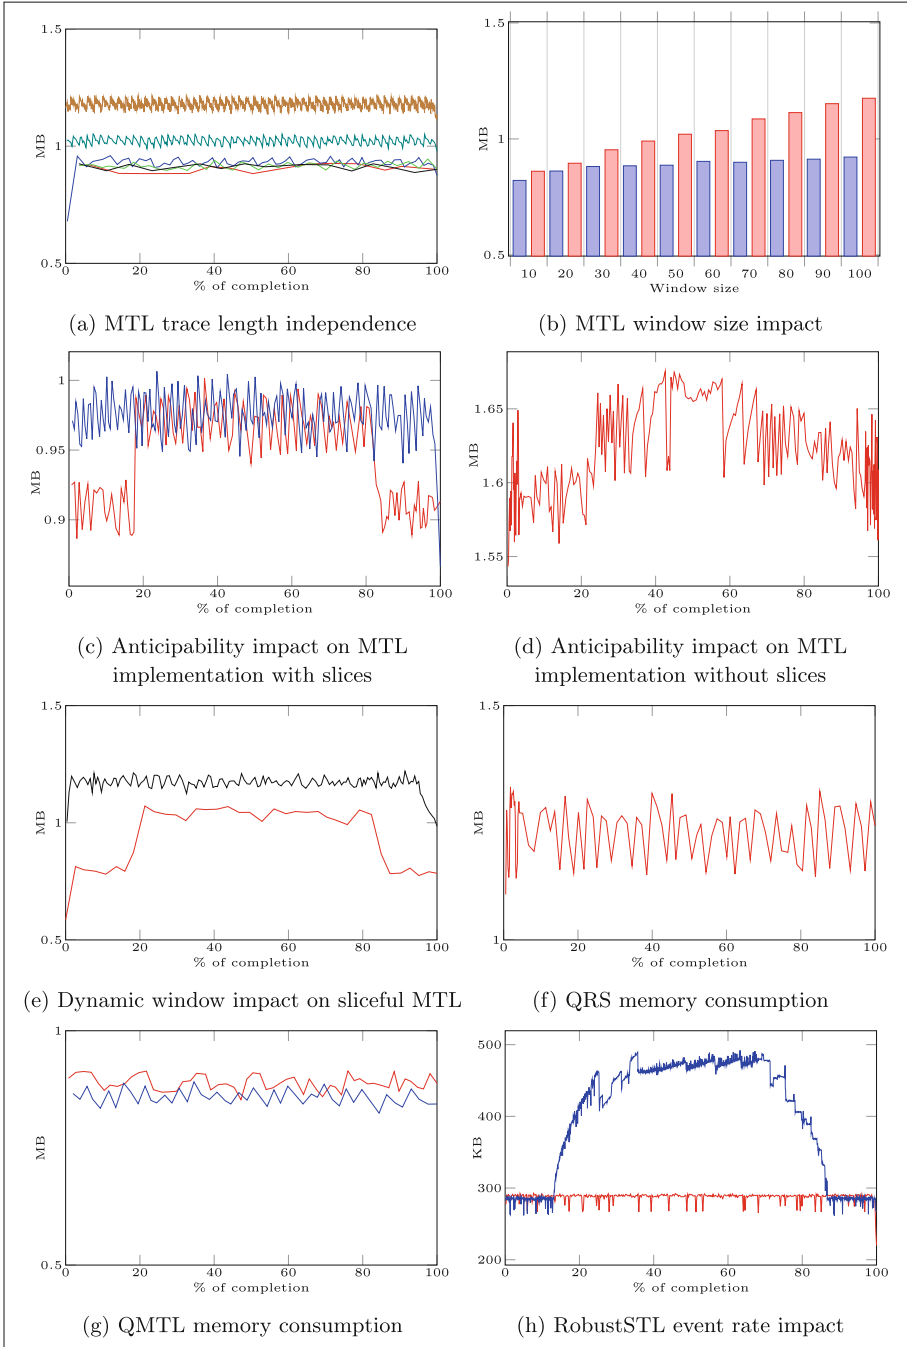 1.5
1
0.5
MB
0 20 40 60 80 100
% of completion
(a) MTL trace length independence
1.5
1
0.5
MB
10 20 30 40 50 60 70 80 90 100
Window size
(b) MTL window size impact
1
0.95
0.9
MB
0 20 40 60 80 100
% of completion
(c) Anticipability impact on MTL
implementation with slices
1.65
1.6
1.55
MB
0 20 40 60 80 100
% of completion
(d) Anticipability impact on MTL
implementation without slices
1.5
1
0.5
MB
0 20 40 60 80 100
% of completion
(e) Dynamic window impact on sliceful MTL
1.5
1
MB
0 20 40 60 80 100
% of completion
(f) QRS memory consumption
1
0.5
MB
0 20 40 60 80 100
% of completion
(g) QMTL memory consumption
500
400
300
200
KB
0 20 40 60 80 100
% of completion
(h) RobustSTL event rate impact